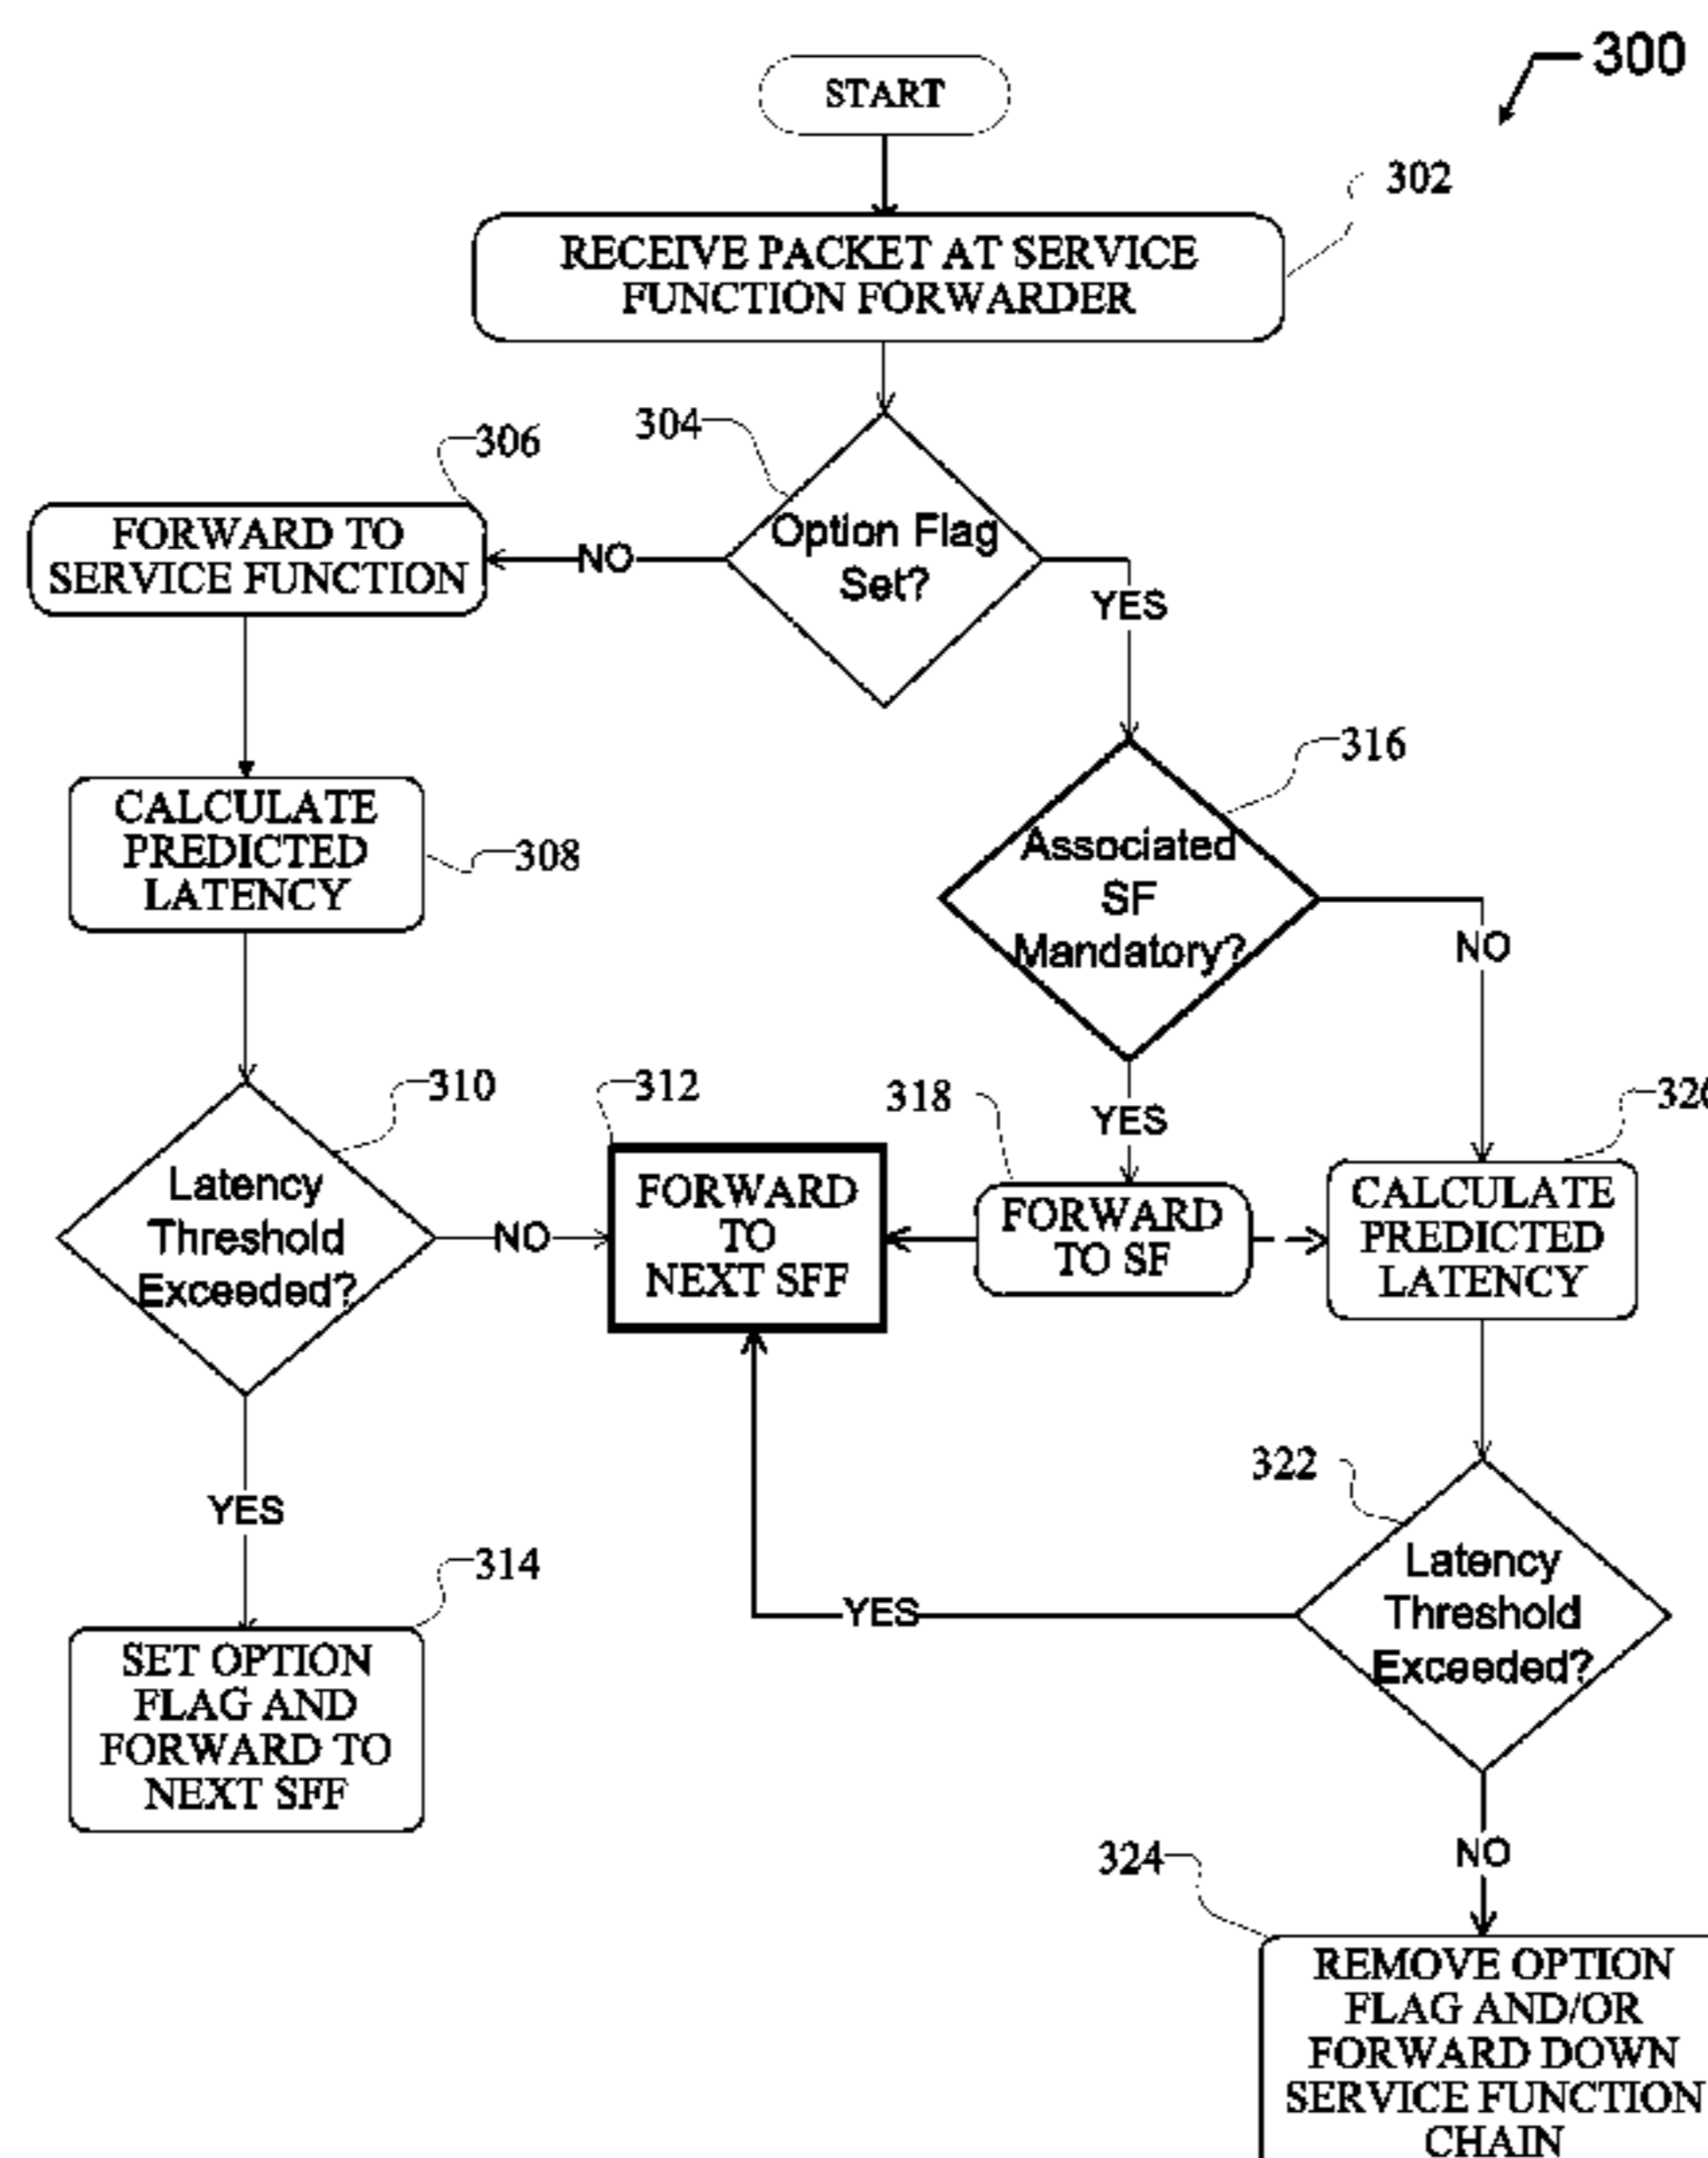 300
START
302
RECEIVE PACKET AT SERVICE
FUNCTION FORWARDER
304
306
Option Flag
Set?
FORWARD TO
SERVICE FUNCTION
NO
YES
316
CALCULATE
PREDICTED
LATENCY
308
Associated
SF
Mandatory?
NO
310
312
318
YES
Latency
Threshold
Exceeded?
NO
FORWARD
TO
NEXT SFF
FORWARD
TO SF
CALCULATE
PREDICTED
LATENCY
322
YES
314
Latency
Threshold
Exceeded?
YES
SET OPTION
FLAG AND
FORWARD TO
NEXT SFF
NO
324
REMOVE OPTION
FLAG AND/OR
FORWARD DOWN
SERVICE FUNCTION
CHAIN